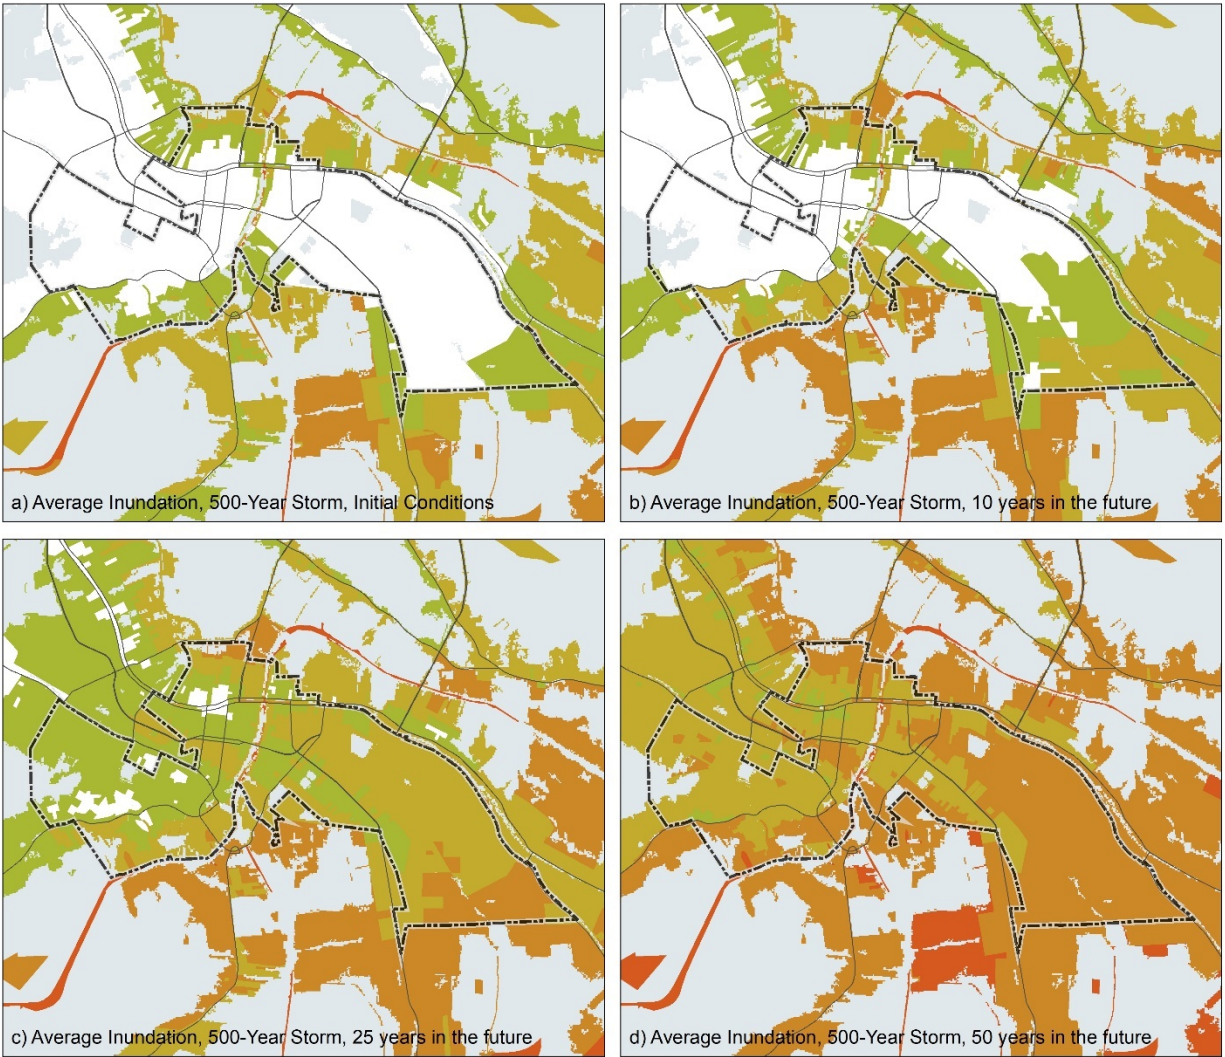 a) Average Inundation, 500-Year Storm, Initial Conditions
b) Average Inundation, 500-Year Storm, 10 years in the future
c) Average Inundation, 500-Year Storm, 25 years in the future
d) Average Inundation, 500-Year Storm, 50 years in the future